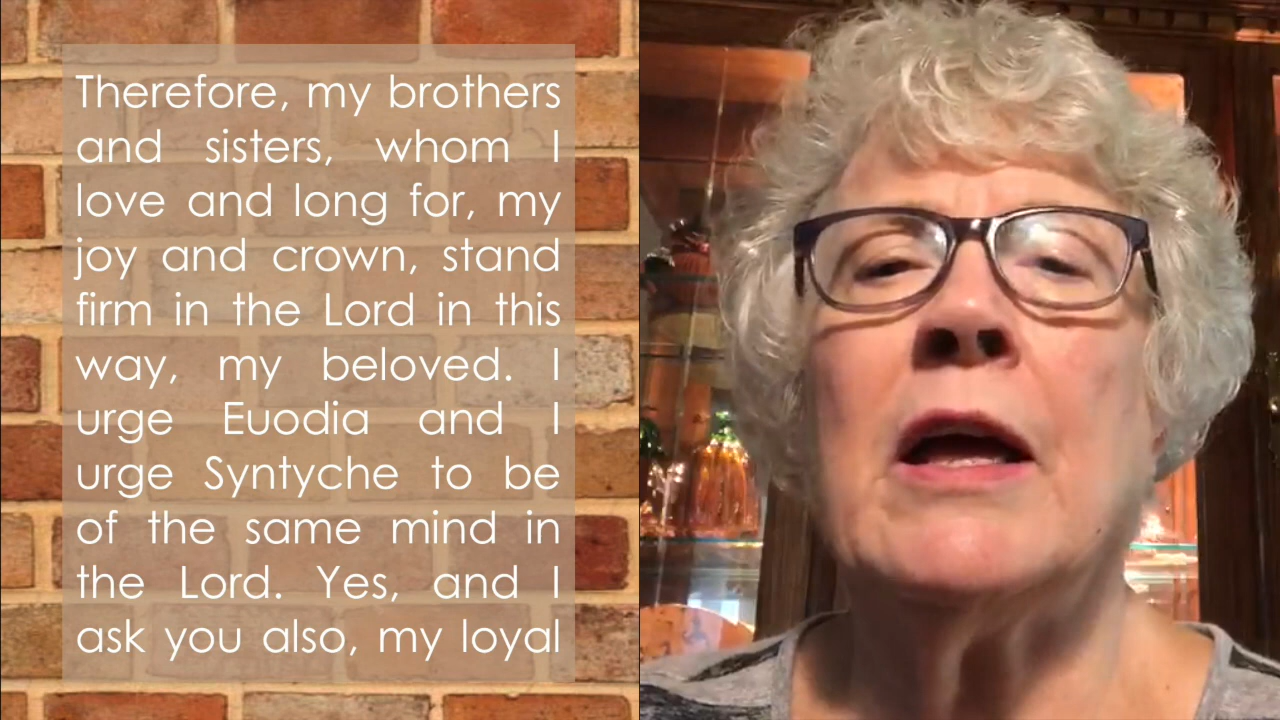 Therefore, my brothers
and sisters, whom I
love and long for, my
joy and crown, stand
firm in the Lord in this
way, my beloved. I
urge Euodia and I
urge Syntyche to be
of the same mind in
the Lord. Yes, and I
ask you also, my loyal